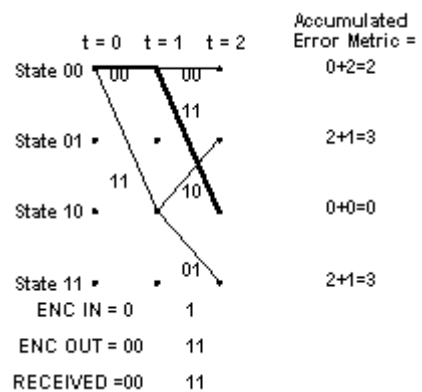 Accumulated
t = 0 t = 1 t = 2 Error Metric =
State 00 00 00 0+2=2
11
State 01 2+1=3
11 10
State 10 0+0=0
01
State 11 2+1=3
ENC IN = 0 1
ENC OUT = 00 11
RECEIVED =00 11